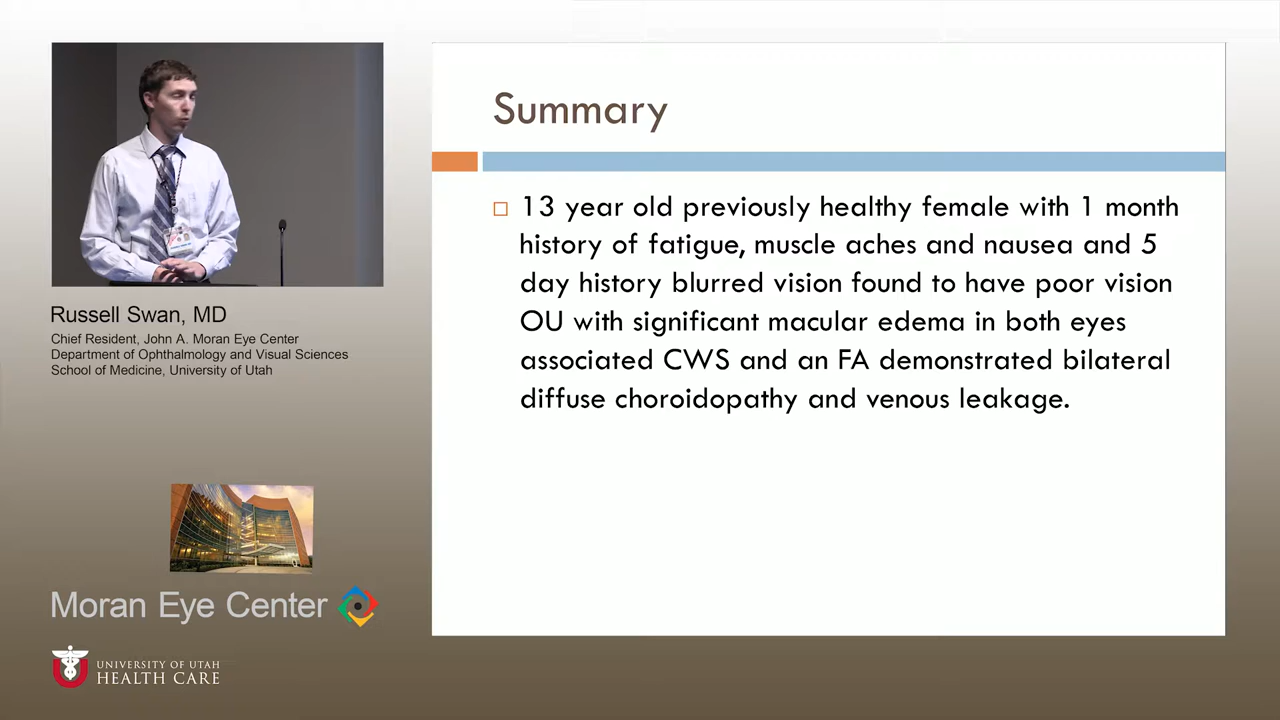 Russell Swan, MD
Chief Resident, John A. Moran Eye Center
Department of Ophthalmology and Visual Sciences
School of Medicine, University of Utah
Moran Eye Center
UNIVERSITY OF UTAH
HEALTH CARE
Summary
13 year old previously healthy female with 1 month
history of fatigue, muscle aches and nausea and 5
day history blurred vision found to have poor vision
OU with significant macular edema in both eyes
associated CWS and an FA demonstrated bilateral
diffuse choroidopathy and venous leakage.